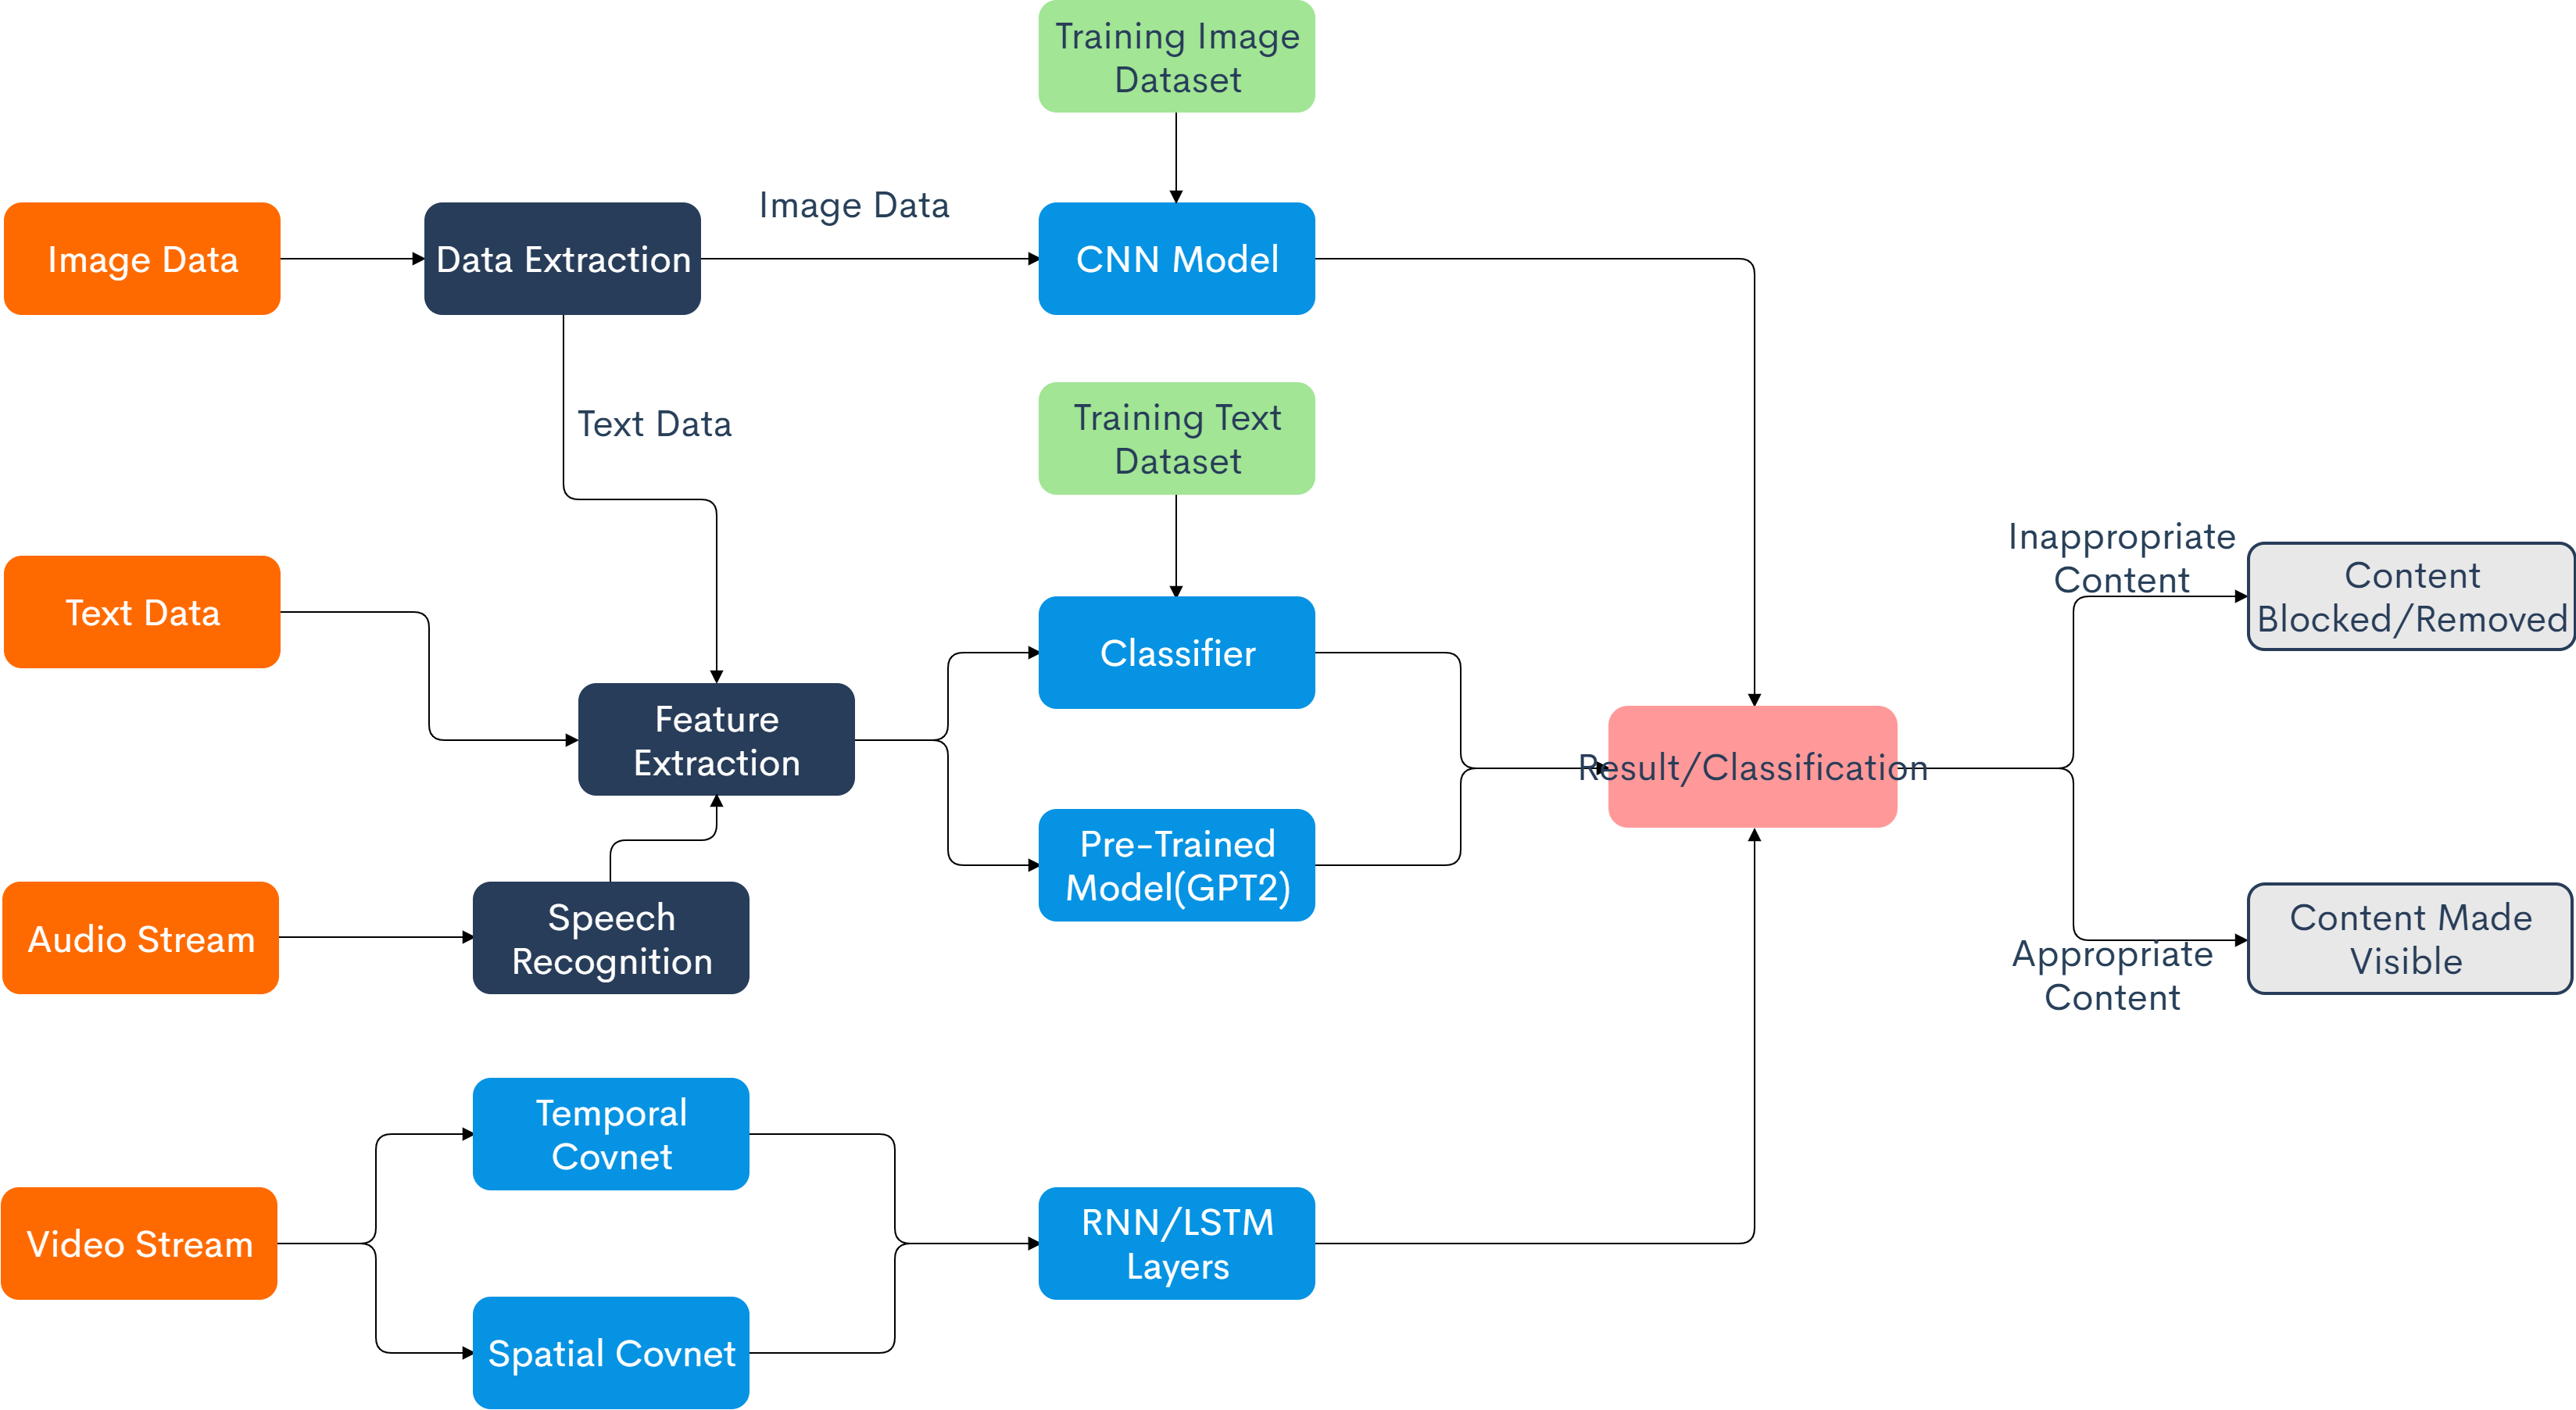 Training Image
Dataset
Image Data
Image Data
Data Extraction
CNN Model
Training Text
Dataset
Text Data
Inappropriate
Content
Content
Blocked/Removed
Text Data
Classifier
Feature
Extraction
Result/Classification
Pre-Trained
Model(GPT2)
Audio Stream
Speech
Recognition
Content Made
Visible
Appropriate
Content
Temporal
Covnet
Video Stream
RNN/LSTM
Layers
Spatial Covnet